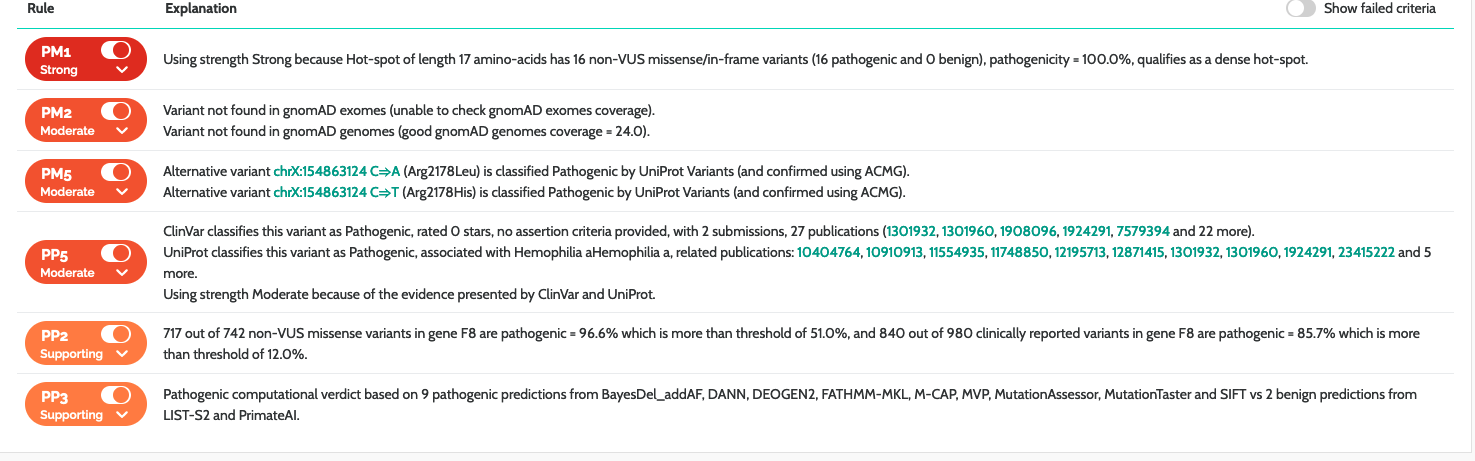 Rule Explanation Show failed criteria
PM1
Strong
Using strength Strong because Hot-spot of length 17 amino-acids has 16 non-VUS missense/in-frame variants (16 pathogenic and 0 benign), pathogenicity = 100.0%, qualifies as a dense hot-spot.
PM2
Moderate
Variant not found in gnomAD exomes (unable to check gnomAD exomes coverage).
Variant not found in gnomAD genomes (good gnomAD genomes coverage = 24.0).
PM5
Moderate
Alternative variant chrX:154863124 C⇒A (Arg2178Leu) is classified Pathogenic by UniProt Variants (and confirmed using ACMG).
Alternative variant chrX:154863124 C⇒T (Arg2178His) is classified Pathogenic by UniProt Variants (and confirmed using ACMG).
PP5
Moderate
ClinVar classifies this variant as Pathogenic, rated 0 stars, no assertion criteria provided, with 2 submissions, 27 publications (1301932, 1301960, 1908096, 1924291, 7579394 and 22 more).
UniProt classifies this variant as Pathogenic, associated with Hemophilia aHemophilia a, related publications: 10404764, 10910913, 11554935, 11748850, 12195713, 12871415, 1301932, 1301960, 1924291, 23415222 and 5
more.
Using strength Moderate because of the evidence presented by ClinVar and UniProt.
PP2
Supporting
717 out of 742 non-VUS missense variants in gene F8 are pathogenic = 96.6% which is more than threshold of 51.0%, and 840 out of 980 clinically reported variants in gene F8 are pathogenic = 85.7% which is more
than threshold of 12.0%.
PP3
Supporting
Pathogenic computational verdict based on 9 pathogenic predictions from BayesDel_addAF, DANN, DEOGEN2, FATHMM-MKL, M-CAP, MVP, MutationAssessor, MutationTaster and SIFT vs 2 benign predictions from
LIST-S2 and PrimateAI.